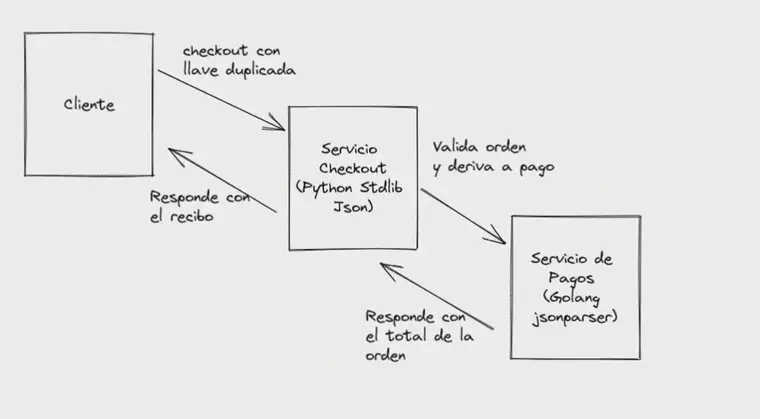 Cliente
checkout con
llave duplicada
Servicio
Checkout
(Python Stdlib
Json)
Responde con
el recibo
Valida orden
y deriva a pago
Servicio de
Pagos
(Golang
jsonparser)
Responde con
el total de la
orden